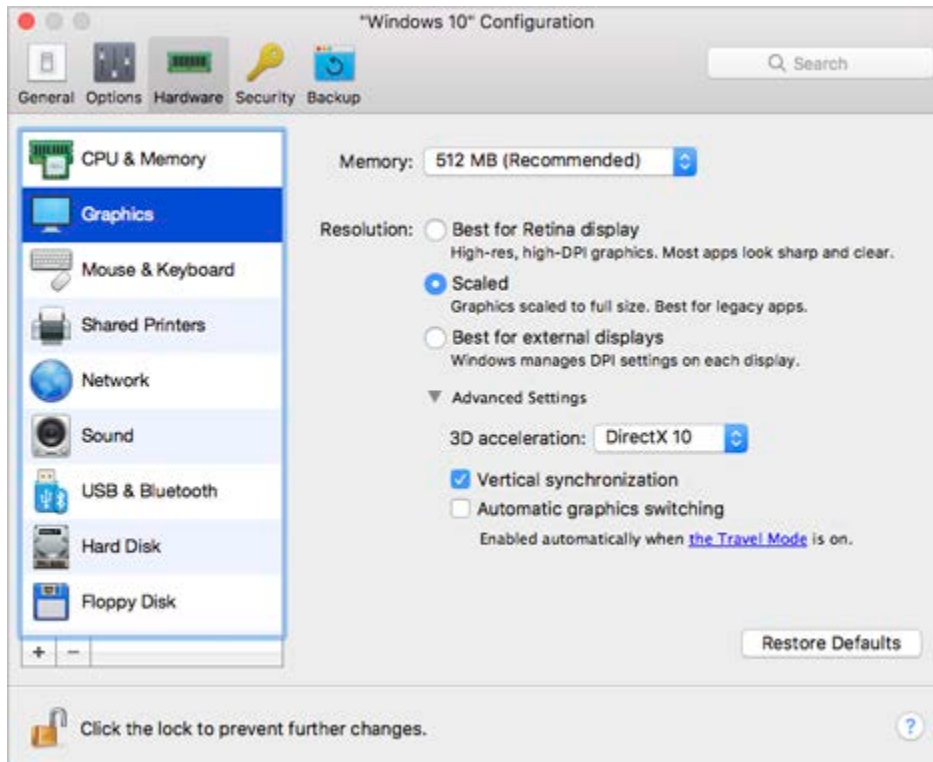 "Windows 10" Configuration
General Options Hardware Security Backup
Search
CPU & Memory
Graphics
Mouse & Keyboard
Shared Printers
Network
Sound
USB & Bluetooth
Hard Disk
Floppy Disk
+ −
Memory: 512 MB (Recommended)
Resolution: Best for Retina display
High-res, high-DPI graphics. Most apps look sharp and clear.
Scaled
Graphics scaled to full size. Best for legacy apps.
Best for external displays
Windows manages DPI settings on each display.
Advanced Settings
3D acceleration: DirectX 10
Vertical synchronization
Automatic graphics switching
Enabled automatically when the Travel Mode is on.
Restore Defaults
Click the lock to prevent further changes.
?